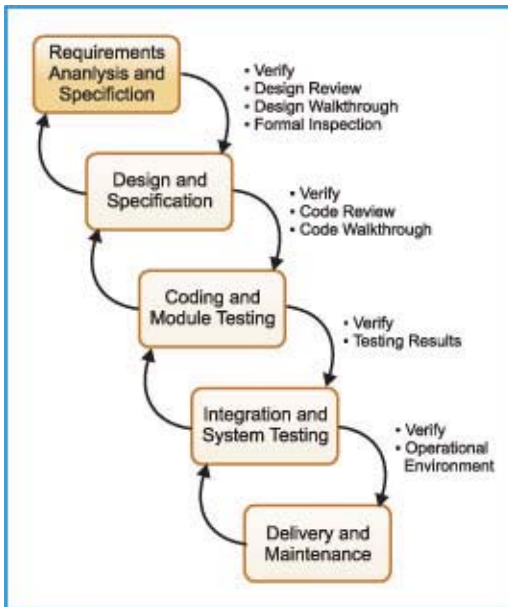 Requirements
Ananlysis and
Specifiction
• Verify
• Design Review
• Design Walkthrough
• Formal Inspection
Design and
Specification
• Verify
• Code Review
• Code Walkthrough
Coding and
Module Testing
• Verify
• Testing Results
Integration and
System Testing
• Verify
• Operational
Environment
Delivery and
Maintenance